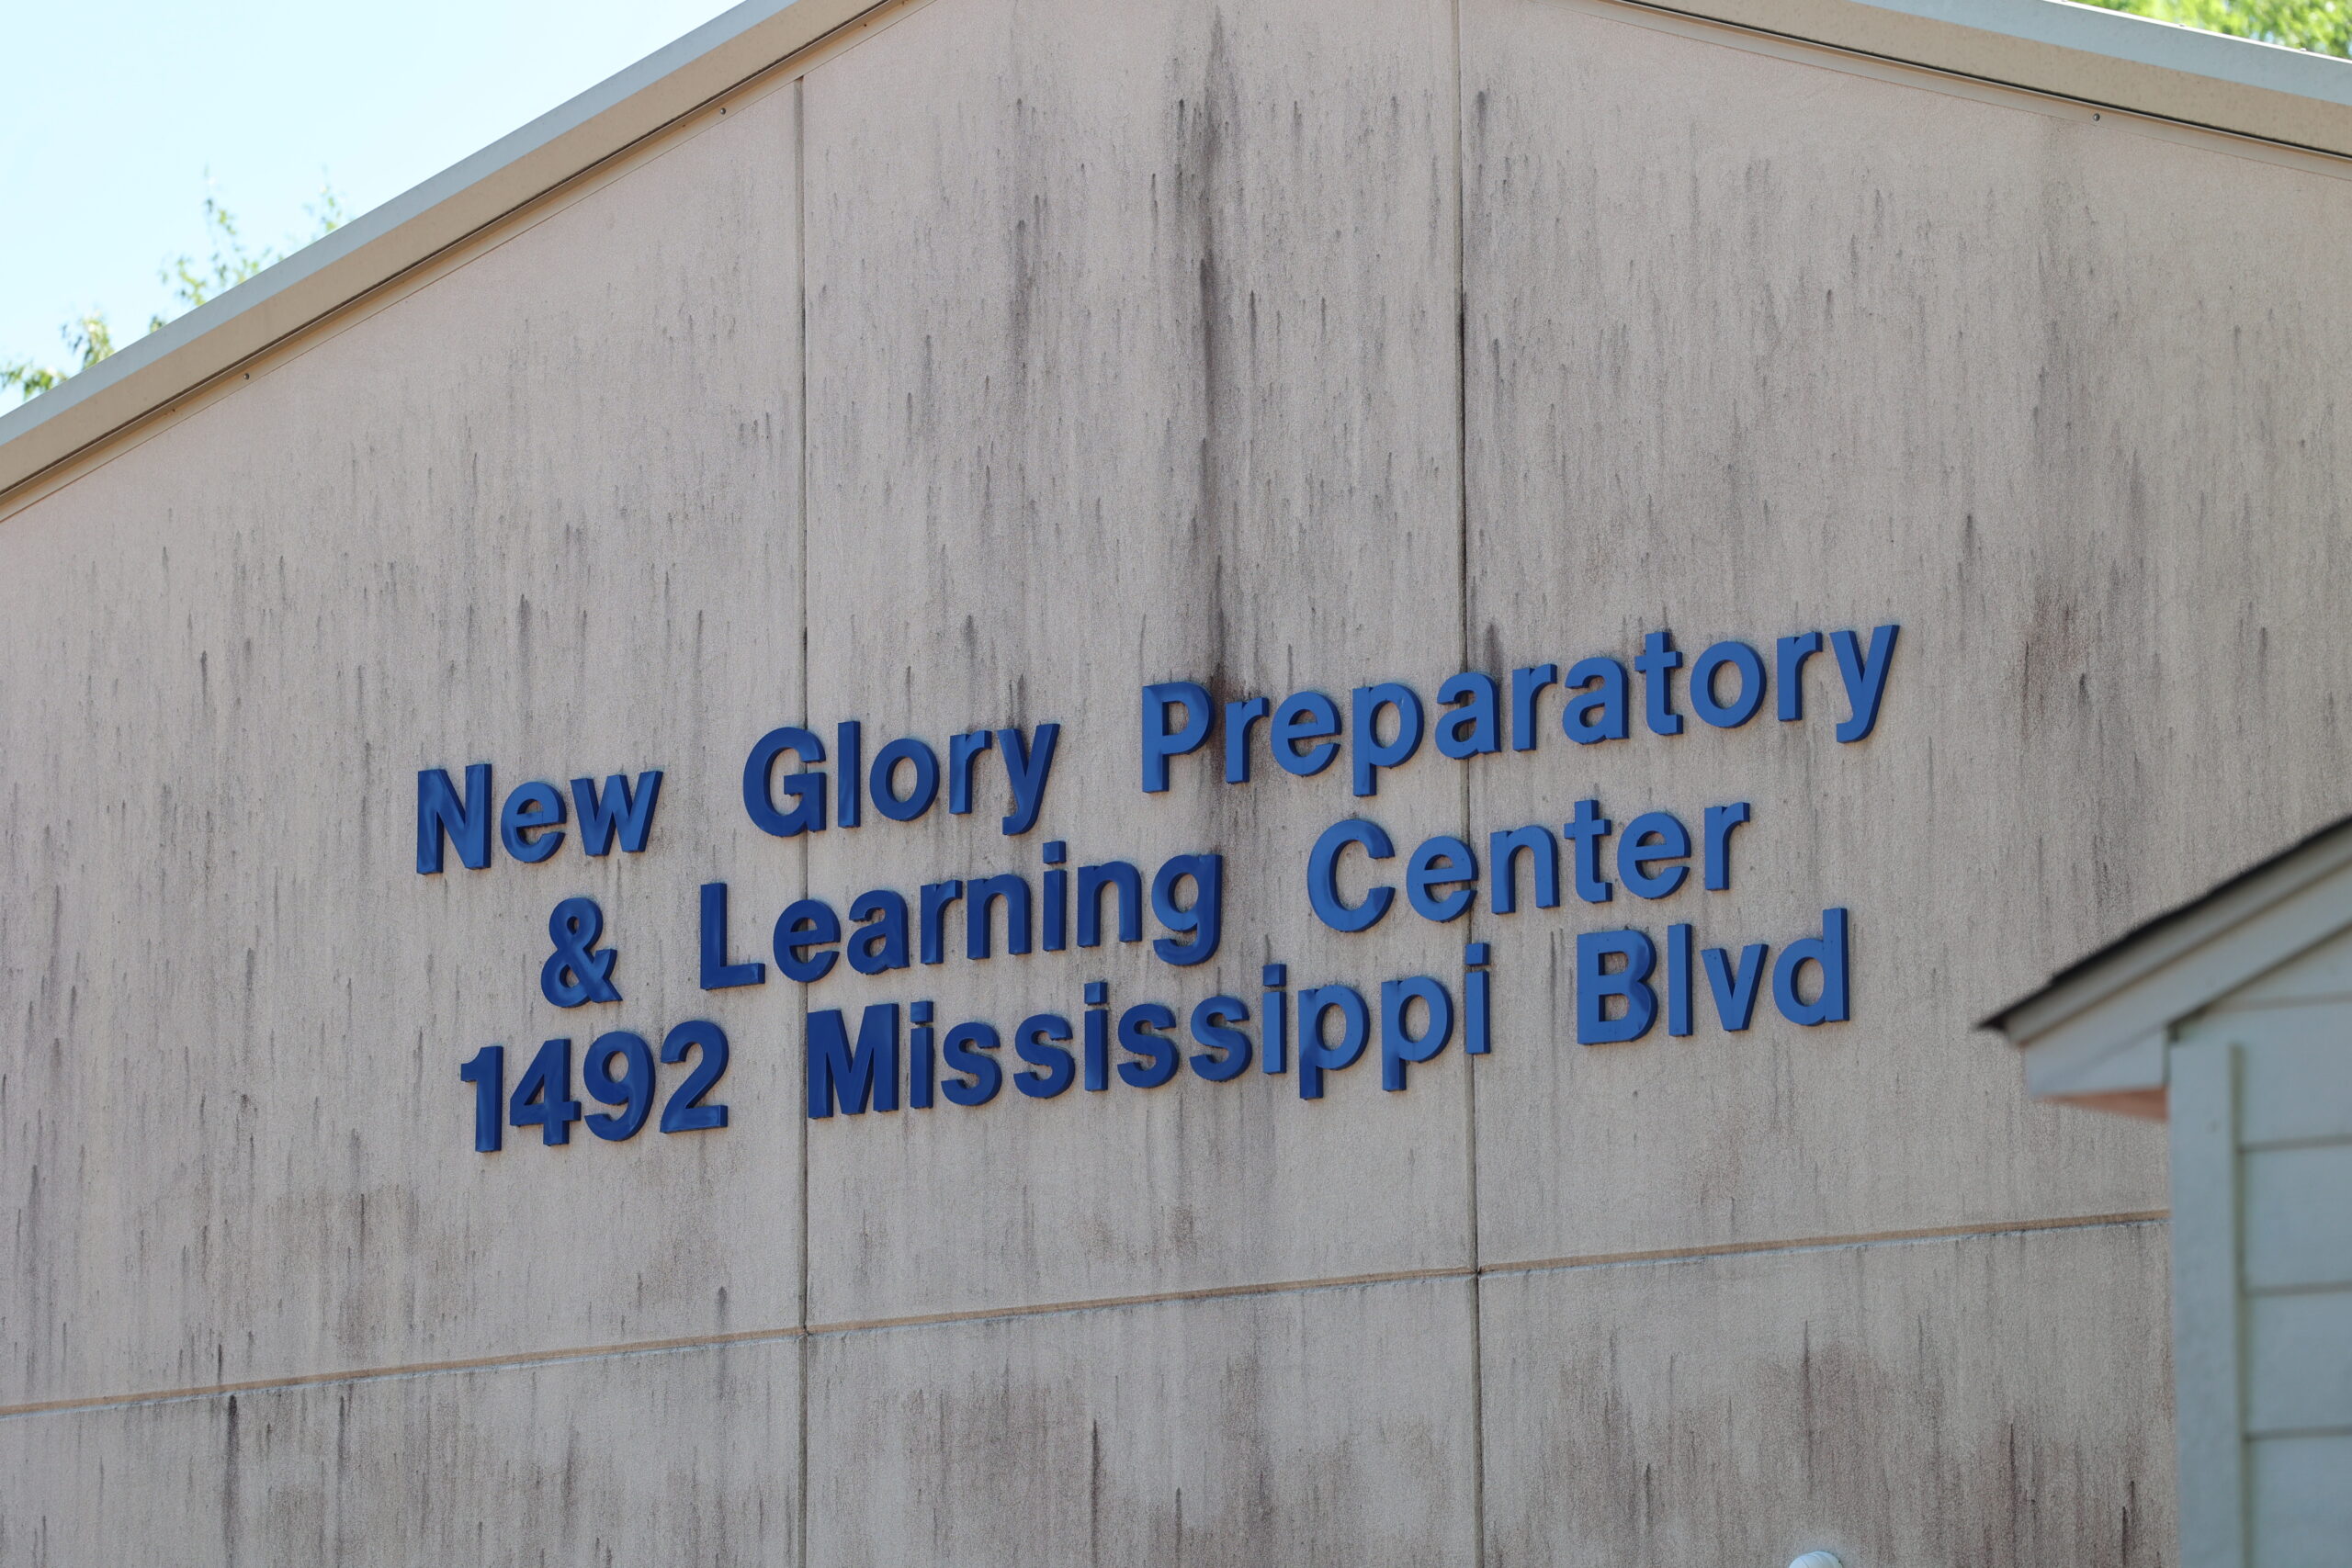 New Glory Preparatory
& Learning Center
1492 Mississippi Blvd